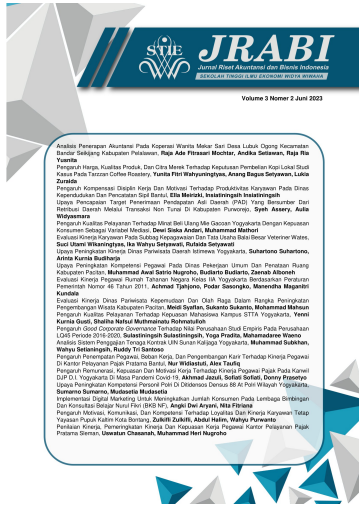 STIE
WW
JRABI
Jurnal Riset Akuntansi dan Bisnis Indonesia
SEKOLAH TINGGI ILMU EKONOMI WIDYA WIWAHA
Volume 3 Nomer 2 Juni 2023
Analisis Penerapan Akuntansi Pada Koperasi Wanita Mekar Sari Desa Lubuk Ogong Kecamatan
Bandar Seikijang Kabupaten Pelalawan, Raja Ade Fitrasari Mochtar, Andika Setiawan, Raja Ria
Yusnita
Pengaruh Harga, Kualitas Produk, Dan Citra Merek Terhadap Keputusan Pembelian Kopi Lokal Studi
Kasus Pada Tarzzan Coffee Roastery, Yunita Fitri Wahyuningtyas, Anang Bagus Setyawan, Lukia
Zuraida
Pengaruh Kompensasi Disiplin Kerja Dan Motivasi Terhadap Produktivitas Karyawan Pada Dinas
Kependudukan Dan Pencatatan Sipil Bantul, Ella Meirizki, Insiatiningsih Instatiningsih
Upaya Pencapaian Target Penerimaan Pendapatan Asli Daerah (PAD) Yang Bersumber Dari
Retribusi Daerah Melalui Transaksi Non Tunai Di Kabupaten Purworejo, Syeh Assery, Aulia
Widyasmara
Pengaruh Kualitas Pelayanan Terhadap Minat Beli Ulang Mie Gacoan Yogyakarta Dengan Kepuasan
Konsumen Sebagai Variabel Mediasi, Dewi Siska Andari, Muhammad Mathori
Evaluasi Kinerja Karyawan Pada Subbag Kepagawaian Dan Tata Usaha Balai Besar Veteriner Wates,
Suci Utami Wikaningtyas, Ika Wahyu Setyawati, Rufaida Setyawati
Upaya Peningkatan Kinerja Dinas Pariwisata Daerah Istimewa Yogyakarta, Suhartono Suhartono,
Arinta Kurnia Budiharja
Upaya Peningkatan Kompetensi Pegawai Pada Dinas Pekerjaan Umum Dan Penataan Ruang
Kabupaten Pacitan, Muhammad Awal Satrio Nugroho, Budiarto Budiarto, Zaenab Alboneh
Evaluasi Kinerja Pegawai Rumah Tahanan Negara Kelas IIA Yogyakarta Berdasarkan Peraturan
Pemerintah Nomor 46 Tahun 2011, Achmad Tjahjono, Podar Sasongko, Manendha Maganitri
Kundala
Evaluasi Kinerja Dinas Pariwisata Kepemudaan Dan Olah Raga Dalam Rangka Peningkatan
Pengembangan Wisata Kabupaten Pacitan, Meidi Syaflan, Sukanto Sukanto, Mohammad Mahsun
Pengaruh Kualitas Pelayanan Terhadap Kepuasan Mahasiswa Kampus STTA Yogyakarta, Yenni
Kurnia Gusti, Shaliha Nafsul Muthmainatu Rohmatulloh
Pengaruh Good Corporate Governance Terhadap Nilai Perusahaan Studi Empiris Pada Perusahaan
LQ45 Periode 2016-2020, Sulastiningsih Sulastiningsih, Yoga Pradita, Mahamadaree Waeno
Analisis Sistem Penggajian Tenaga Kontrak UIN Sunan Kalijaga Yogyakarta, Muhammad Subkhan,
Wahyu Setianingsih, Ruddy Tri Santoso
Pengaruh Penempatan Pegawai, Beban Kerja, Dan Pengembangan Karir Terhadap Kinerja Pegawai
Di Kantor Pelayanan Pajak Pratama Bantul, Nur Widiastuti, Alex Taufiq
Pengaruh Remunerasi, Kepuasan Dan Motivasi Kerja Terhadap Kinerja Pegawai Pajak Pada Kanwil
DJP D.I. Yogyakarta Di Masa Pandemi Covid-19, Akhmad Jazuli, Sofiati Sofiati, Donny Prasetyo
Upaya Peningkatan Kompetensi Personil Polri Di Ditidensos Densus 88 At Polri Wilayah Yogyakarta,
Sumarno Sumarno, Mudasetia Mudasetia
Implementasi Digital Marketing Untuk Meningkatkan Jumlah Konsumen Pada Lembaga Bimbingan
Dan Konsultasi Belajar Nurul Fikri (BKB NF), Angki Dwi Aryani, Nita Fitriana
Pengaruh Motivasi, Komunikasi, Dan Kompetensi Terhadap Loyalitas Dan Kinerja Karyawan Tetap
Yayasan Pupuk Kaltim Kota Bontang, Zulkifli Zulkifli, Abdul Halim, Wahyu Purwanto
Penilaian Kinerja, Pemeringkatan Kinerja Dan Kepuasan Kerja Pegawai Kantor Pelayanan Pajak
Pratama Sleman, Uswatun Chasanah, Muhammad Heri Nugroho